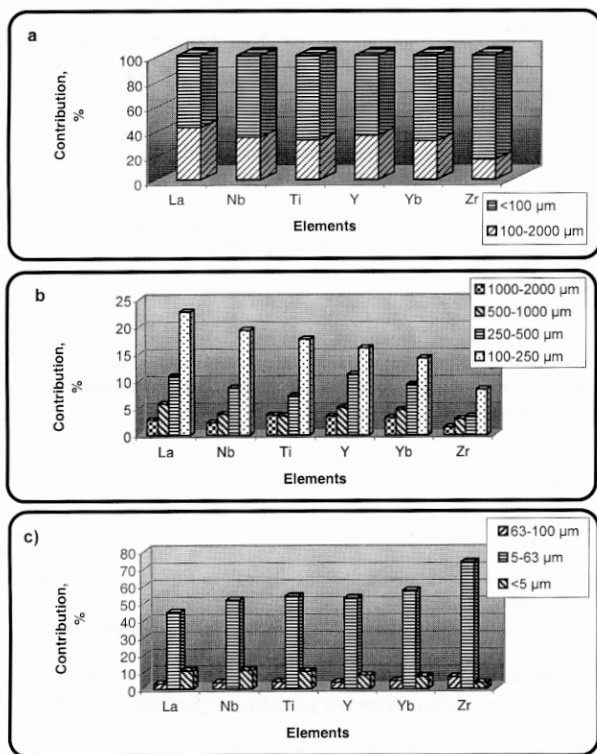 a
Contribution,
%
100
80
60
40
20
0
La Nb Ti Y Yb Zr
Elements
<100 µm
100-2000 µm
b
Contribution,
%
25
20
15
10
5
0
La Nb Ti Y Yb Zr
Elements
1000-2000 µm
500-1000 µm
250-500 µm
100-250 µm
c)
Contribution,
%
80
70
60
50
40
30
20
10
0
La Nb Ti Y Yb Zr
Elements
63-100 µm
5-63 µm
<5 µm